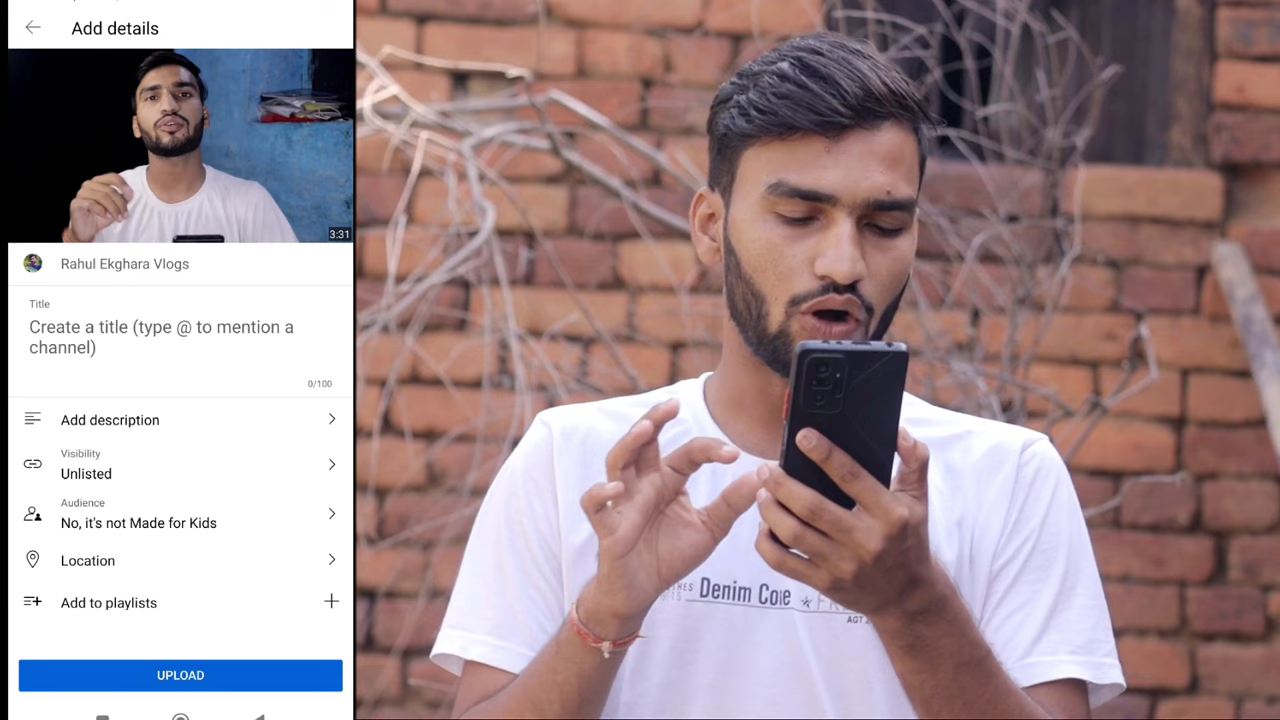 Add details
3:31
Rahul Ekghara Vlogs
Title
Create a title (type @ to mention a
channel)
0/100
Add description
Visibility
Unlisted
Audience
No, it's not Made for Kids
Location
Add to playlists
UPLOAD
Denim